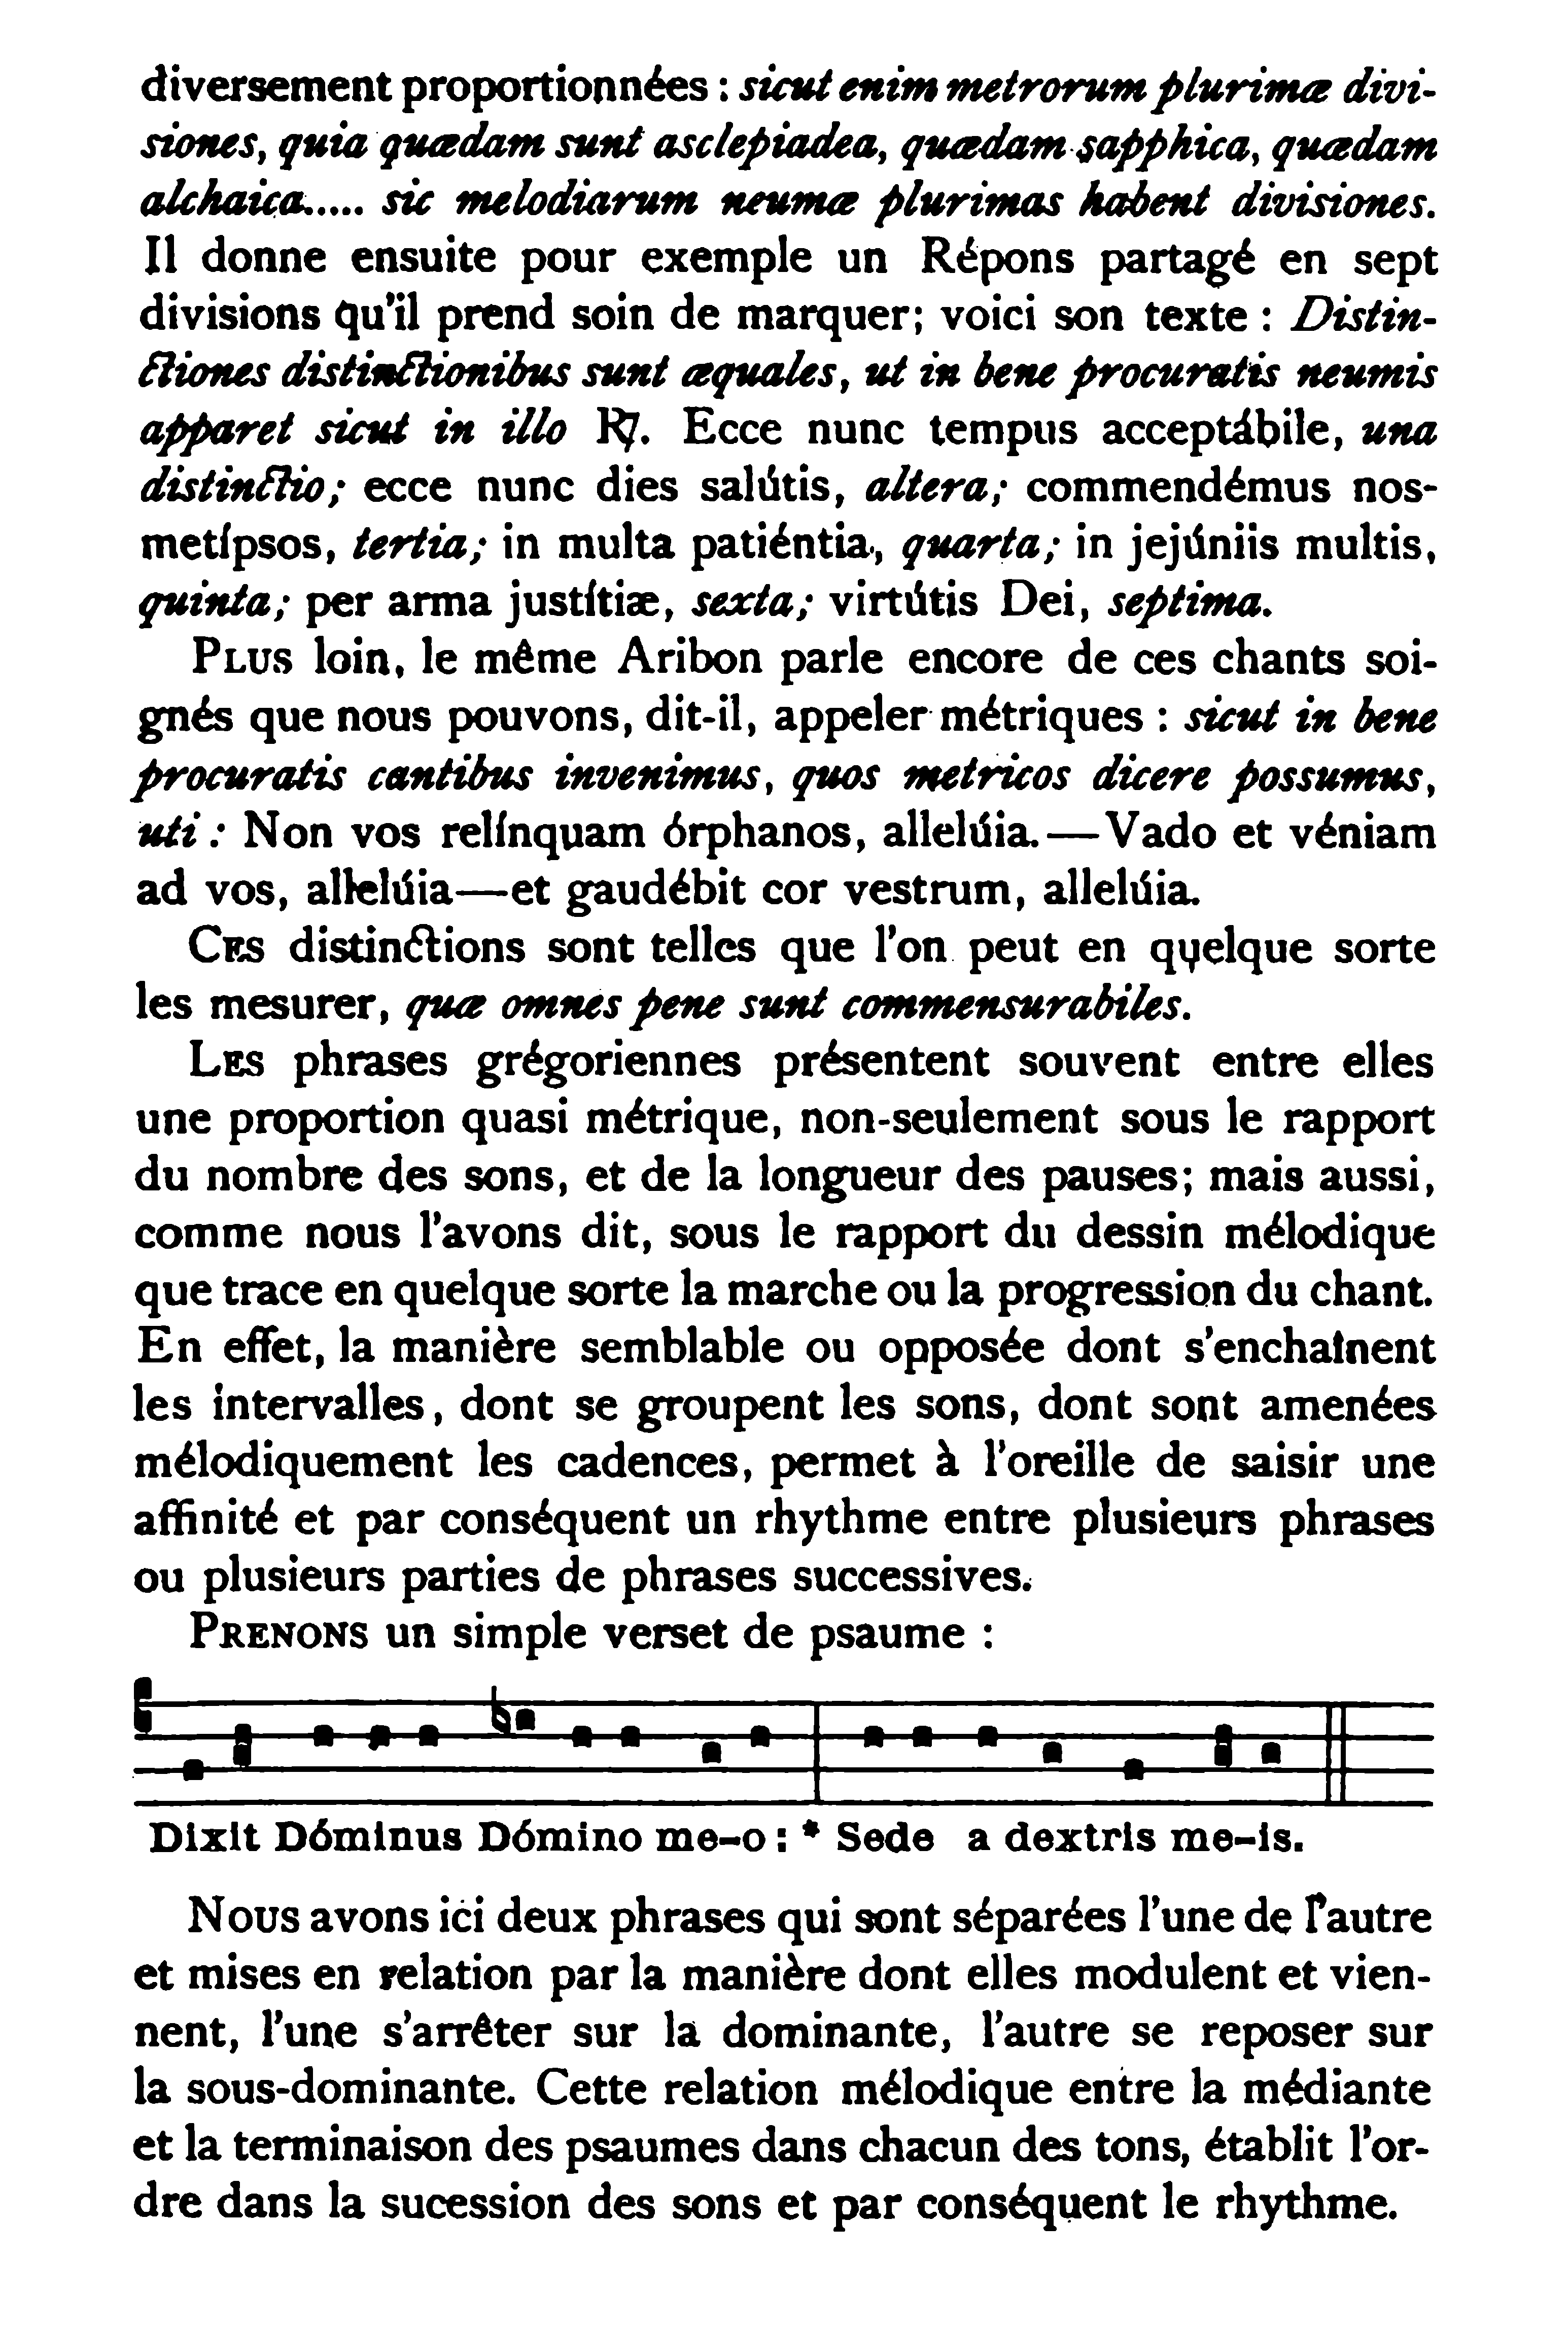 diversement proportionnées : sicut enim metrorum plurimæ divi-
siones, quia quædam sunt asclepiadea, quædam sapphica, quædam
alchaica..... sic melodiarum neumæ plurimas habent divisiones.
Il donne ensuite pour exemple un Répons partagé en sept
divisions qu'il prend soin de marquer; voici son texte : Distin-
ctiones distinctionibus sunt æquales, ut in bene procuratis neumis
apparet sicut in illo ℟. Ecce nunc tempus acceptábile, una
distinctio; ecce nunc dies salútis, altera; commendémus nos-
metípsos, tertia; in multa patiéntia, quarta; in jejúniis multis,
quinta; per arma justítiæ, sexta; virtútis Dei, septima.
PLUS loin, le même Aribon parle encore de ces chants soi-
gnés que nous pouvons, dit-il, appeler métriques : sicut in bene
procuratis cantibus invenimus, quos metricos dicere possumus,
uti : Non vos relínquam órphanos, allelúia.—Vado et véniam
ad vos, allelúia—et gaudébit cor vestrum, allelúia.
CES distinctions sont telles que l'on peut en quelque sorte
les mesurer, quæ omnes pene sunt commensurabiles.
LES phrases grégoriennes présentent souvent entre elles
une proportion quasi métrique, non-seulement sous le rapport
du nombre des sons, et de la longueur des pauses; mais aussi,
comme nous l'avons dit, sous le rapport du dessin mélodique
que trace en quelque sorte la marche ou la progression du chant.
En effet, la manière semblable ou opposée dont s'enchaînent
les intervalles, dont se groupent les sons, dont sont amenées
mélodiquement les cadences, permet à l'oreille de saisir une
affinité et par conséquent un rhythme entre plusieurs phrases
ou plusieurs parties de phrases successives.
PRENONS un simple verset de psaume :
Dixit Dóminus Dómino me-o : * Sede a dextris me-is.
NOUS avons ici deux phrases qui sont séparées l'une de l'autre
et mises en relation par la manière dont elles modulent et vien-
nent, l'une s'arrêter sur la dominante, l'autre se reposer sur
la sous-dominante. Cette relation mélodique entre la médiante
et la terminaison des psaumes dans chacun des tons, établit l'or-
dre dans la sucession des sons et par conséquent le rhythme.